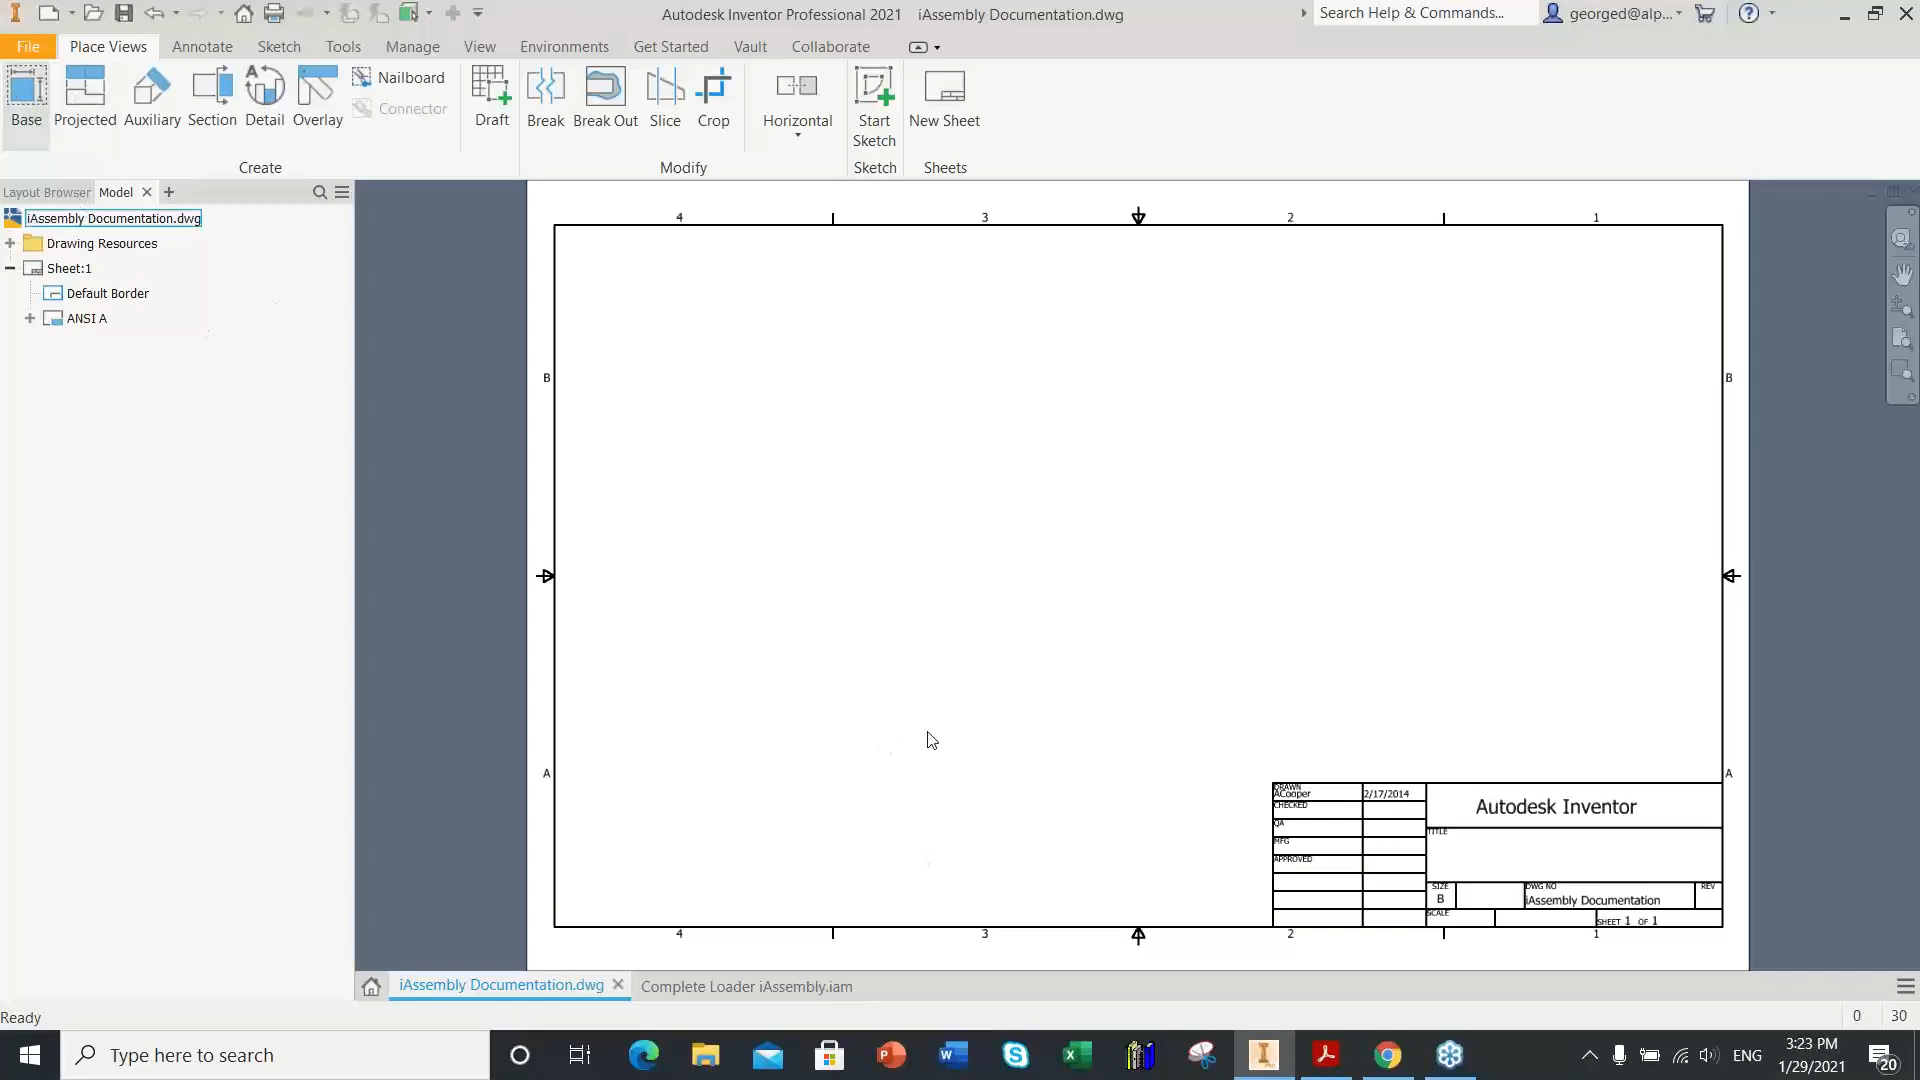 Autodesk Inventor Professional 2021 iAssembly Documentation.dwg
Search Help & Commands...
georged@alp...
File
Place Views
Annotate
Sketch
Tools
Manage
View
Environments
Get Started
Vault
Collaborate
Base
Projected
Auxiliary
Section
Detail
Overlay
Nailboard
Connector
Draft
Break
Break Out
Slice
Crop
Horizontal
Start
Sketch
New Sheet
Create
Modify
Sketch
Sheets
Layout Browser
Model
iAssembly Documentation.dwg
Drawing Resources
Sheet:1
Default Border
ANSI A
4 3 2 1
B B
A A
DRAWN
ACooper
2/17/2014
CHECKED
QA
MFG
APPROVED
Autodesk Inventor
TITLE
SIZE
B
DWG NO
iAssembly Documentation
REV
SCALE
SHEET 1 OF 1
4 3 2 1
iAssembly Documentation.dwg
Complete Loader iAssembly.iam
Ready
0 30
Type here to search
ENG
3:23 PM
1/29/2021
20